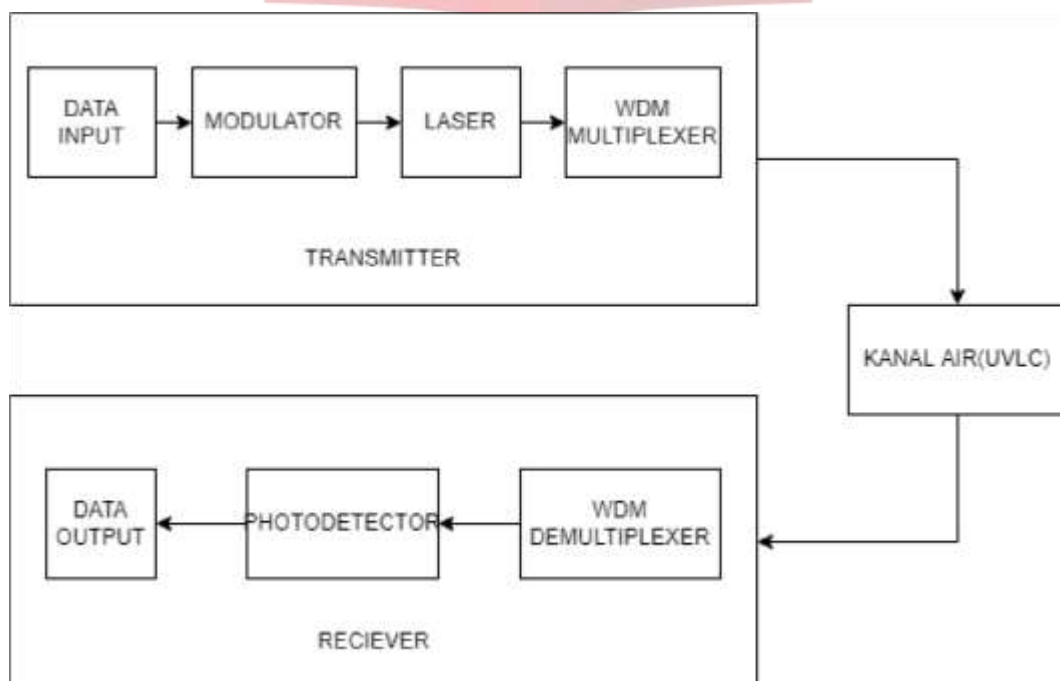 DATA
INPUT
MODULATOR
LASER
WDM
MULTIPLEXER
TRANSMITTER
KANAL AIR(UVLC)
DATA
OUTPUT
PHOTODETECTOR
WDM
DEMULTIPLEXER
RECIEVER